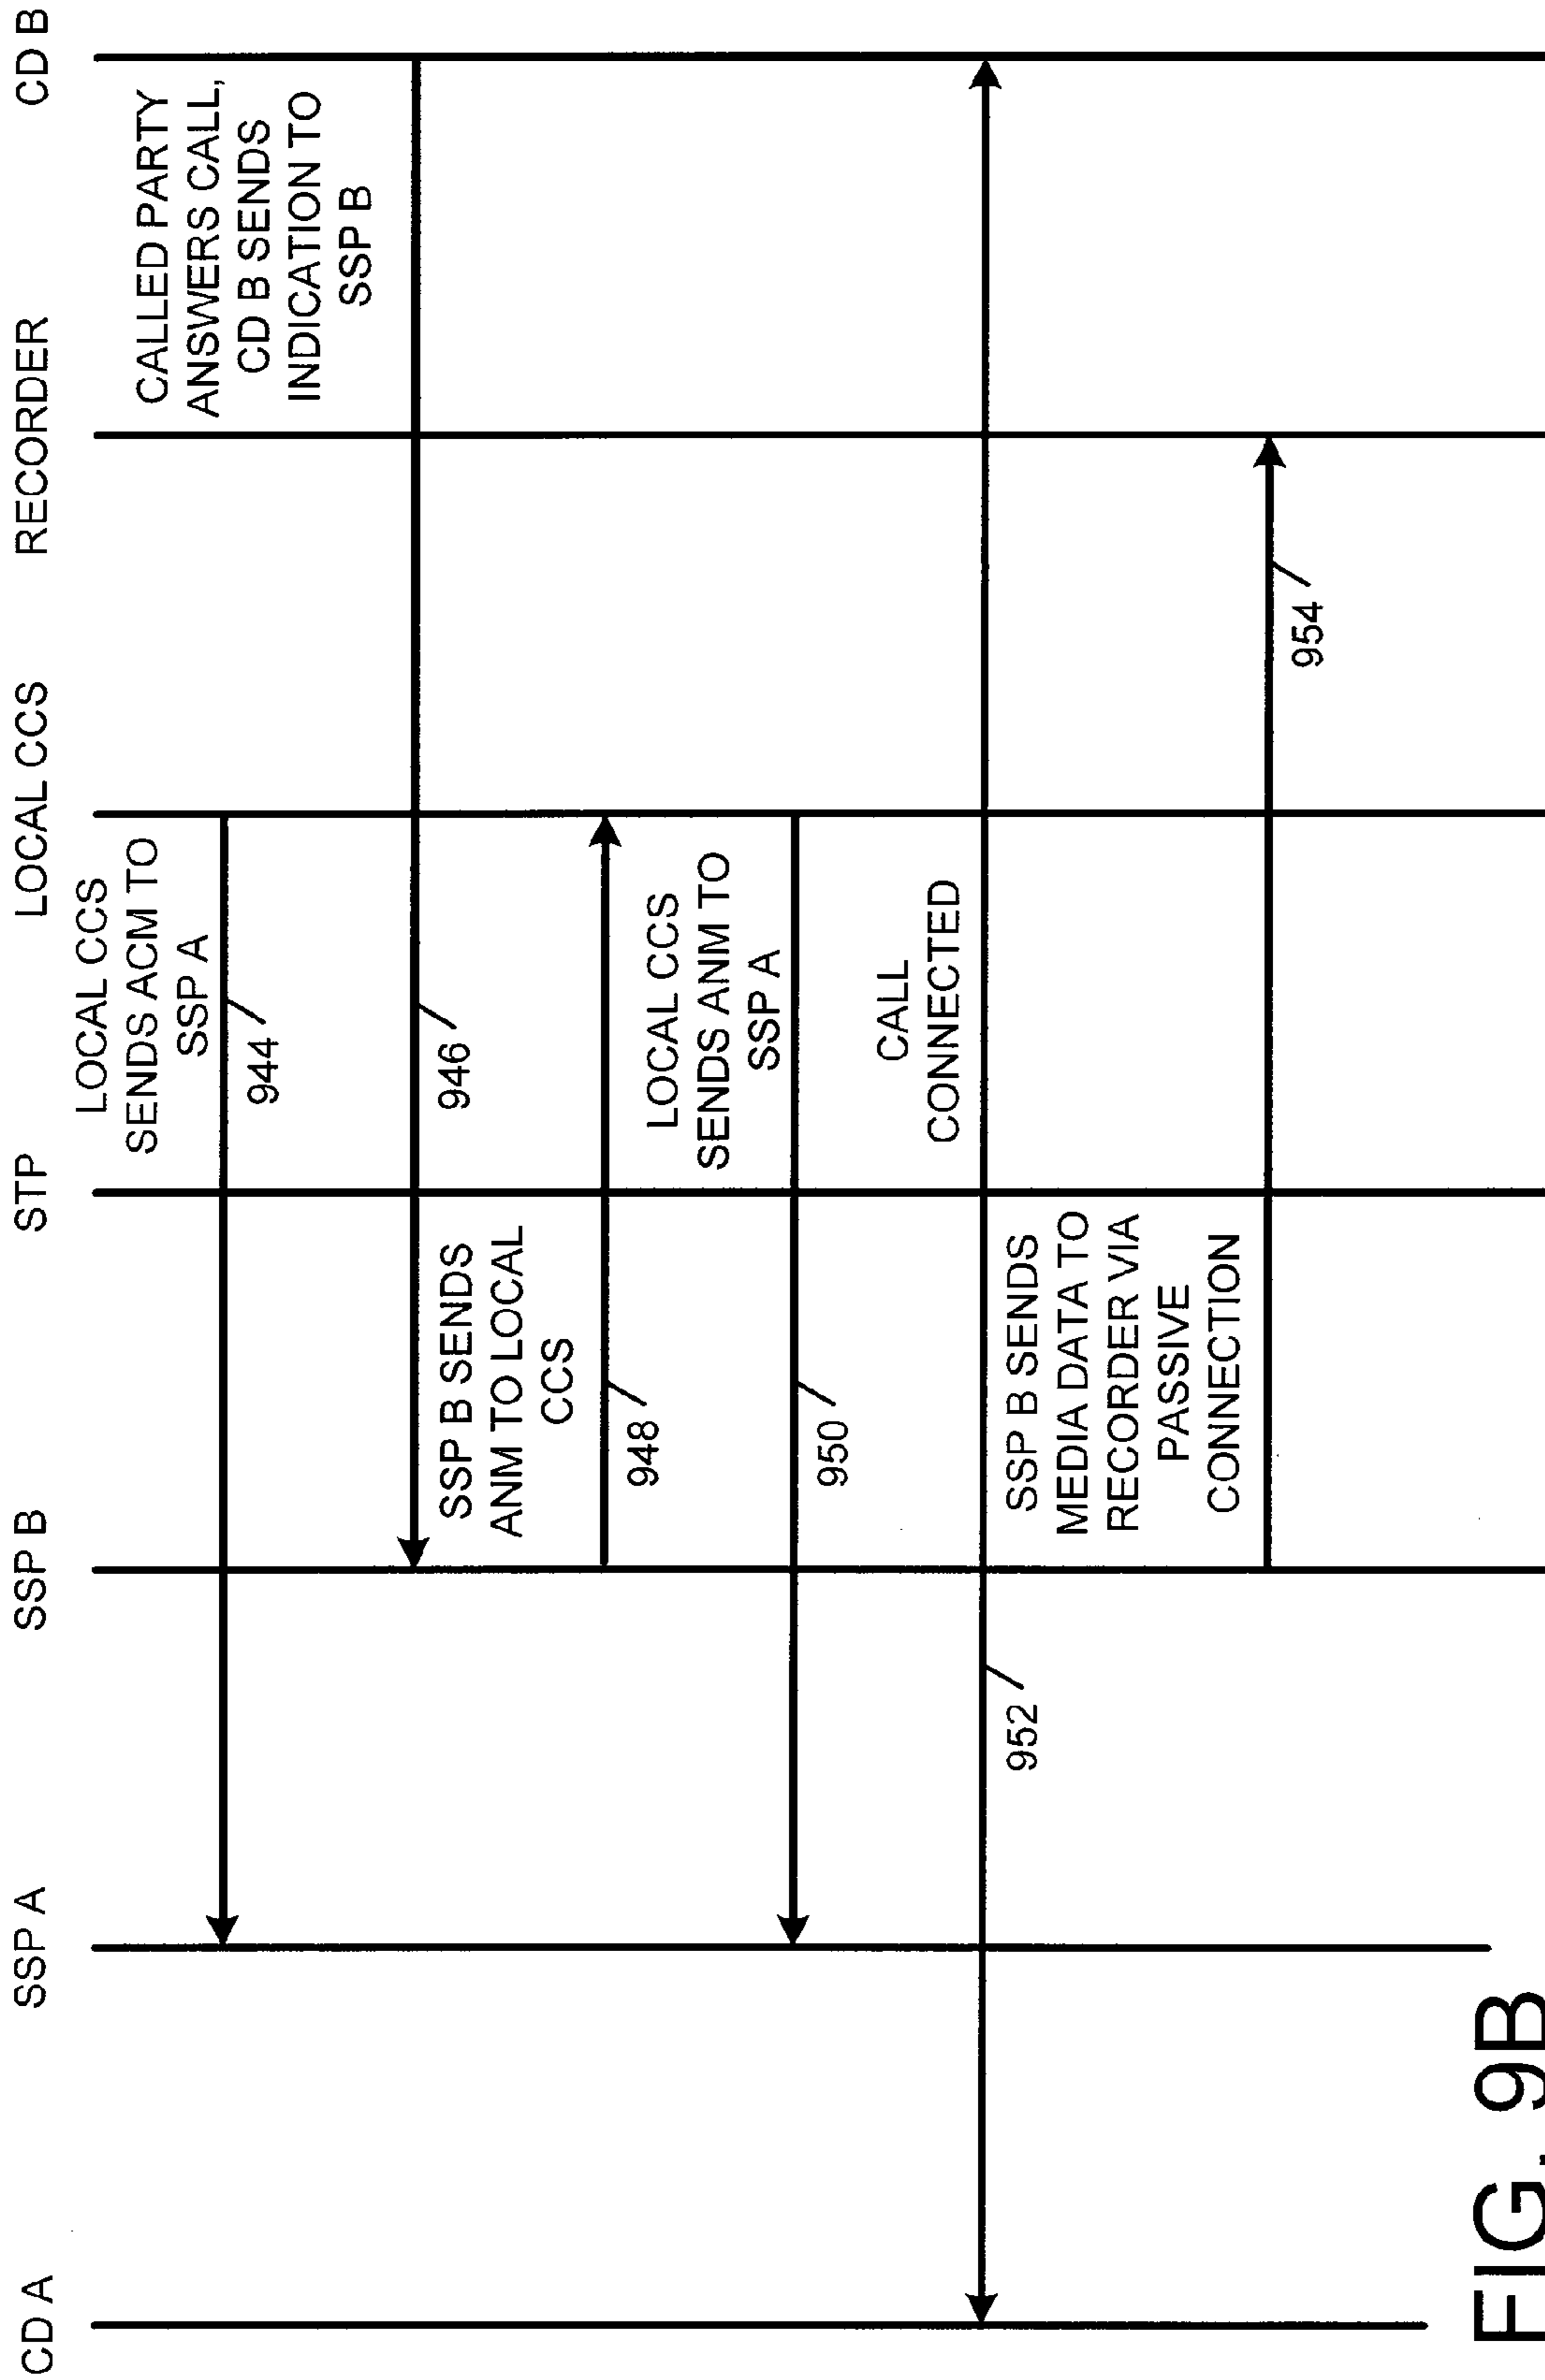 CD A
SSP A
SSP B
STP
LOCAL CCS
RECORDER
CD B
LOCAL CCS
SENDS ACM TO
SSP A
944
CALLED PARTY
ANSWERS CALL,
CD B SENDS
INDICATION TO
SSP B
946
SSP B SENDS
ANM TO LOCAL
CCS
948
LOCAL CCS
SENDS ANM TO
SSP A
950
CALL
CONNECTED
952
SSP B SENDS
MEDIA DATA TO
RECORDER VIA
PASSIVE
CONNECTION
954
FIG. 9B